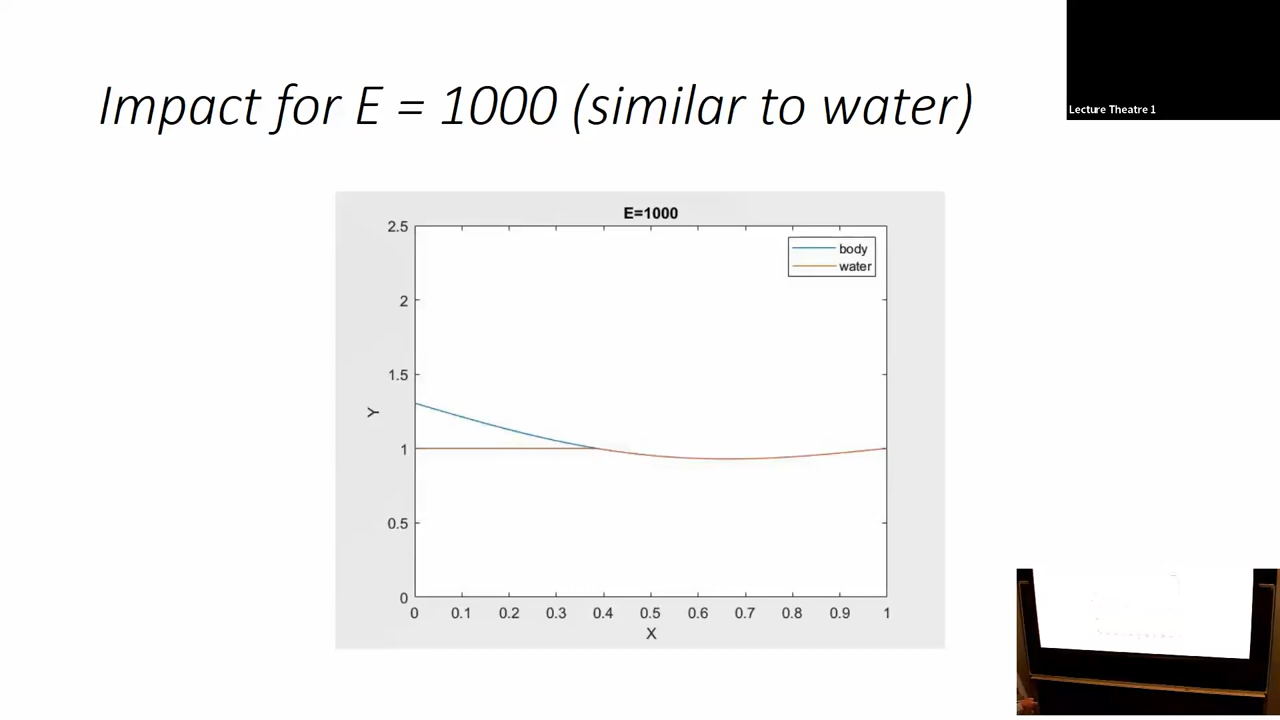 Impact for E = 1000 (similar to water)
Lecture Theatre 1
E=1000
body
water
2.5
2
1.5
1
0.5
0
Y
0 0.1 0.2 0.3 0.4 0.5 0.6 0.7 0.8 0.9 1
X